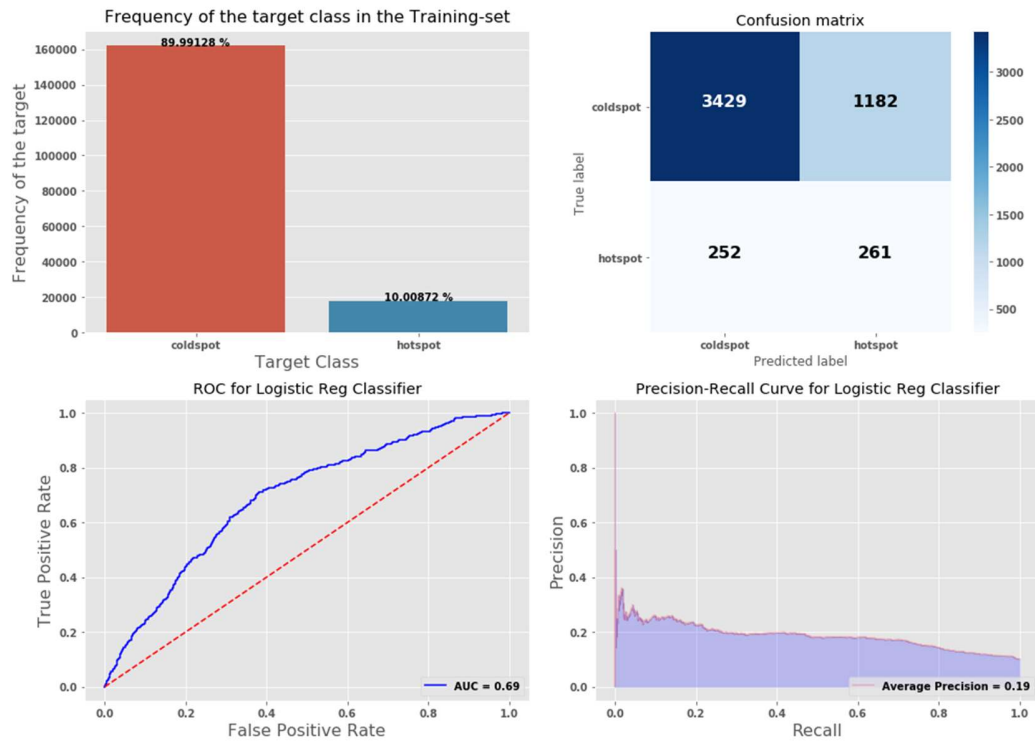 Frequency of the target class in the Training-set
89.99128 %
10.00872 %
160000
140000
120000
100000
80000
60000
40000
20000
0
Frequency of the target
coldspot
hotspot
Target Class
Confusion matrix
coldspot
hotspot
True label
3429
1182
252
261
coldspot
hotspot
Predicted label
3000
2500
2000
1500
1000
500
ROC for Logistic Reg Classifier
1.0
0.8
0.6
0.4
0.2
0.0
True Positive Rate
AUC = 0.69
0.0 0.2 0.4 0.6 0.8 1.0
False Positive Rate
Precision-Recall Curve for Logistic Reg Classifier
1.0
0.8
0.6
0.4
0.2
0.0
Precision
Average Precision = 0.19
0.0 0.2 0.4 0.6 0.8 1.0
Recall